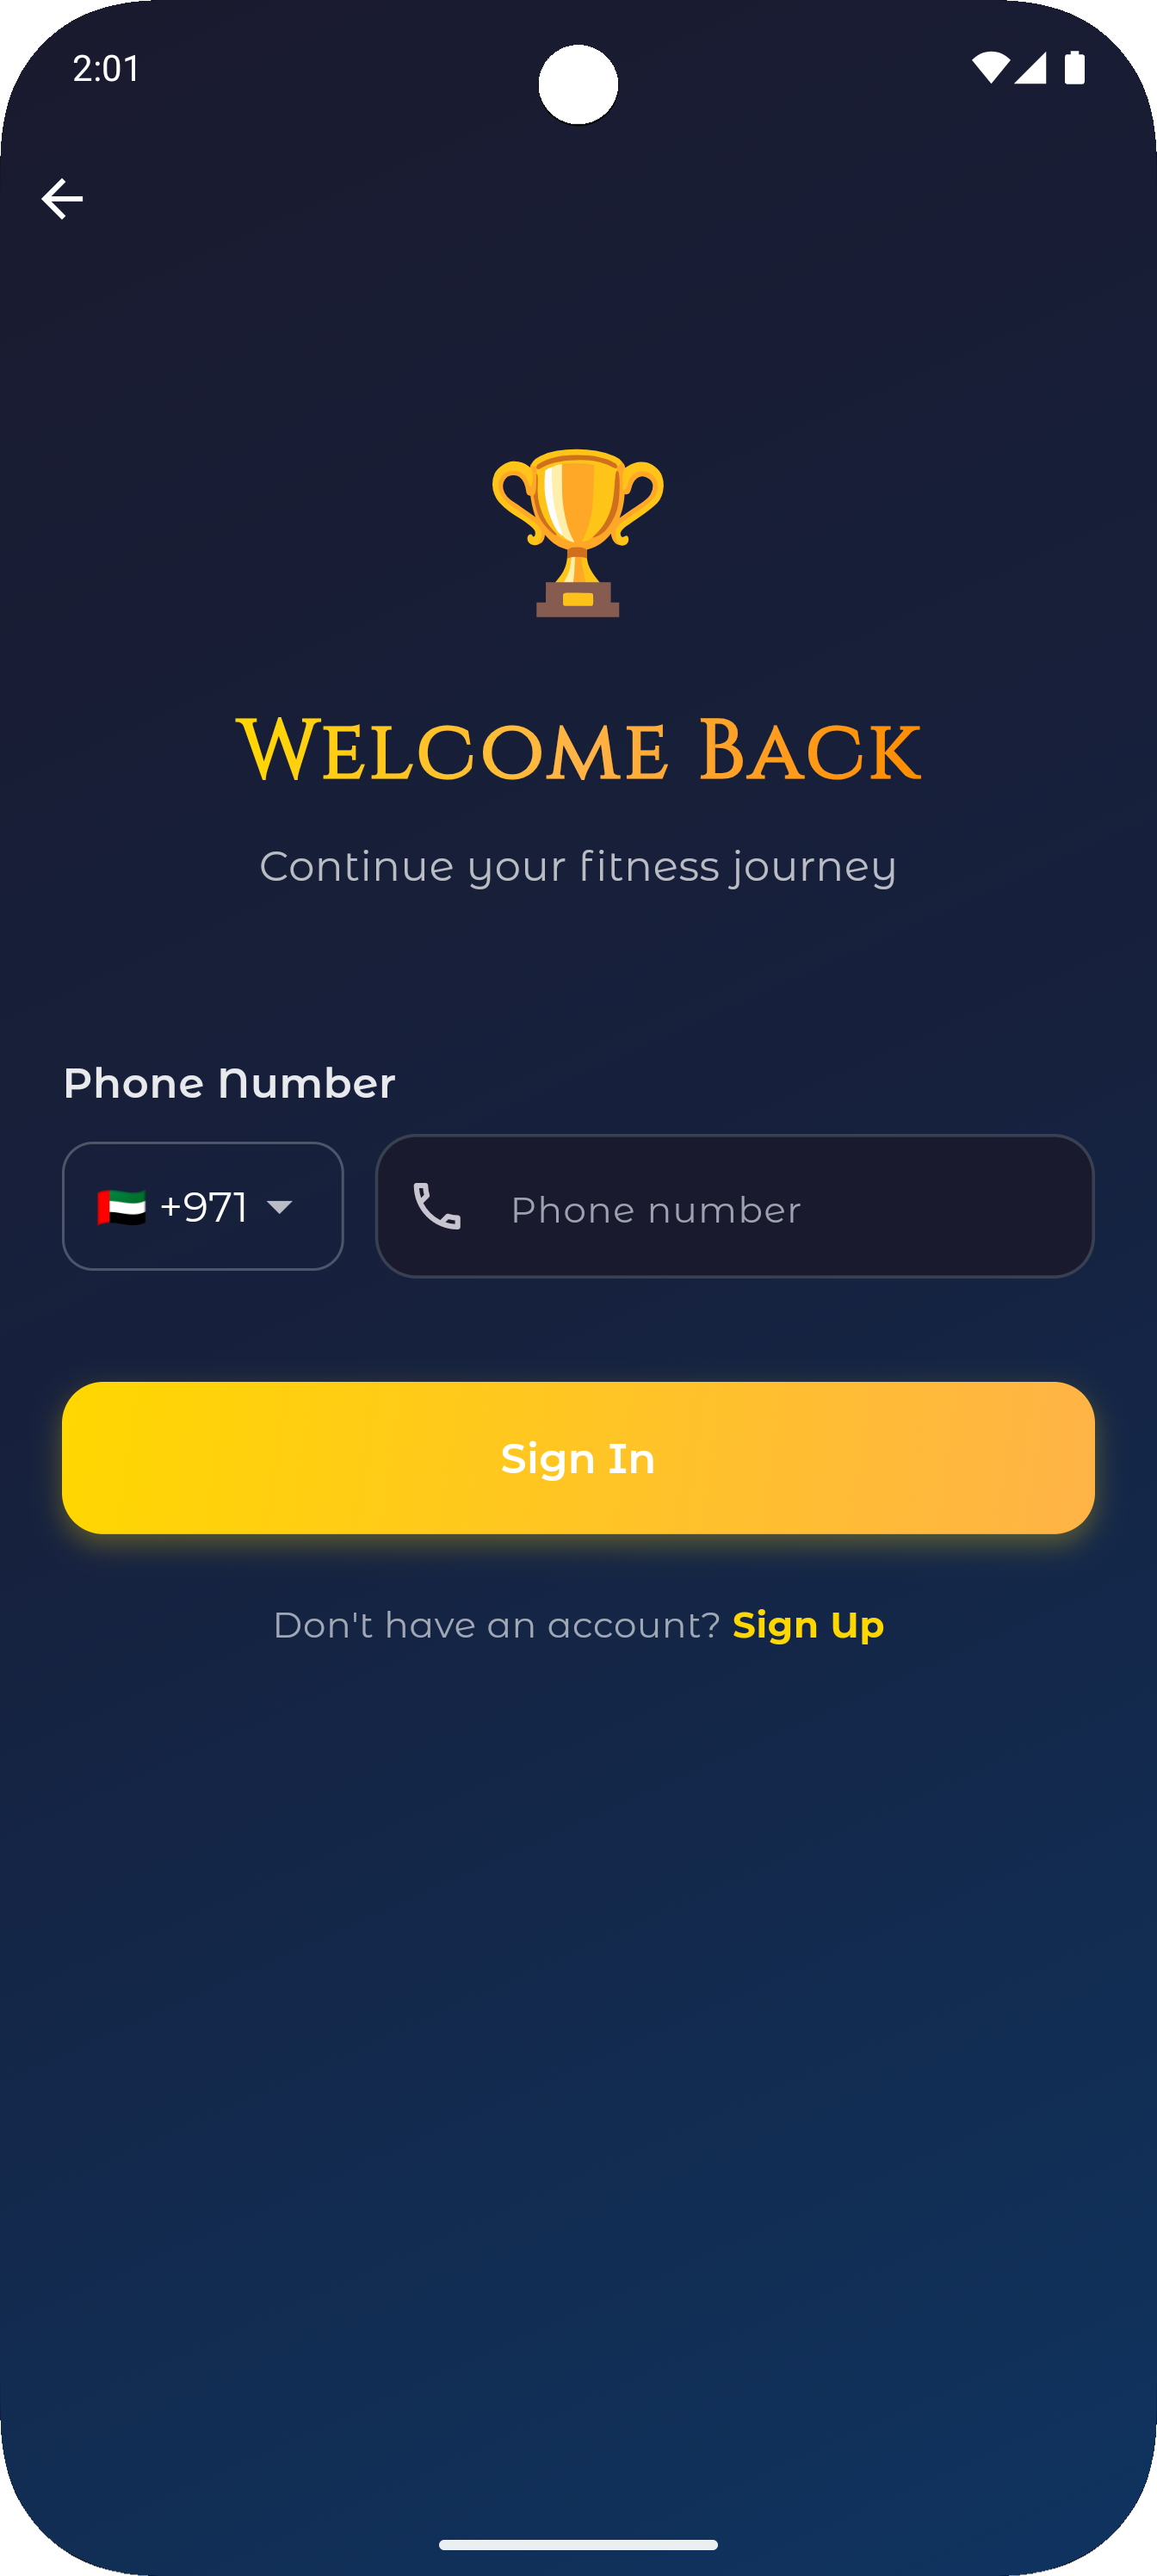 2:01
Welcome Back
Continue your fitness journey
Phone Number
+971
Phone number
Sign In
Don't have an account? Sign Up